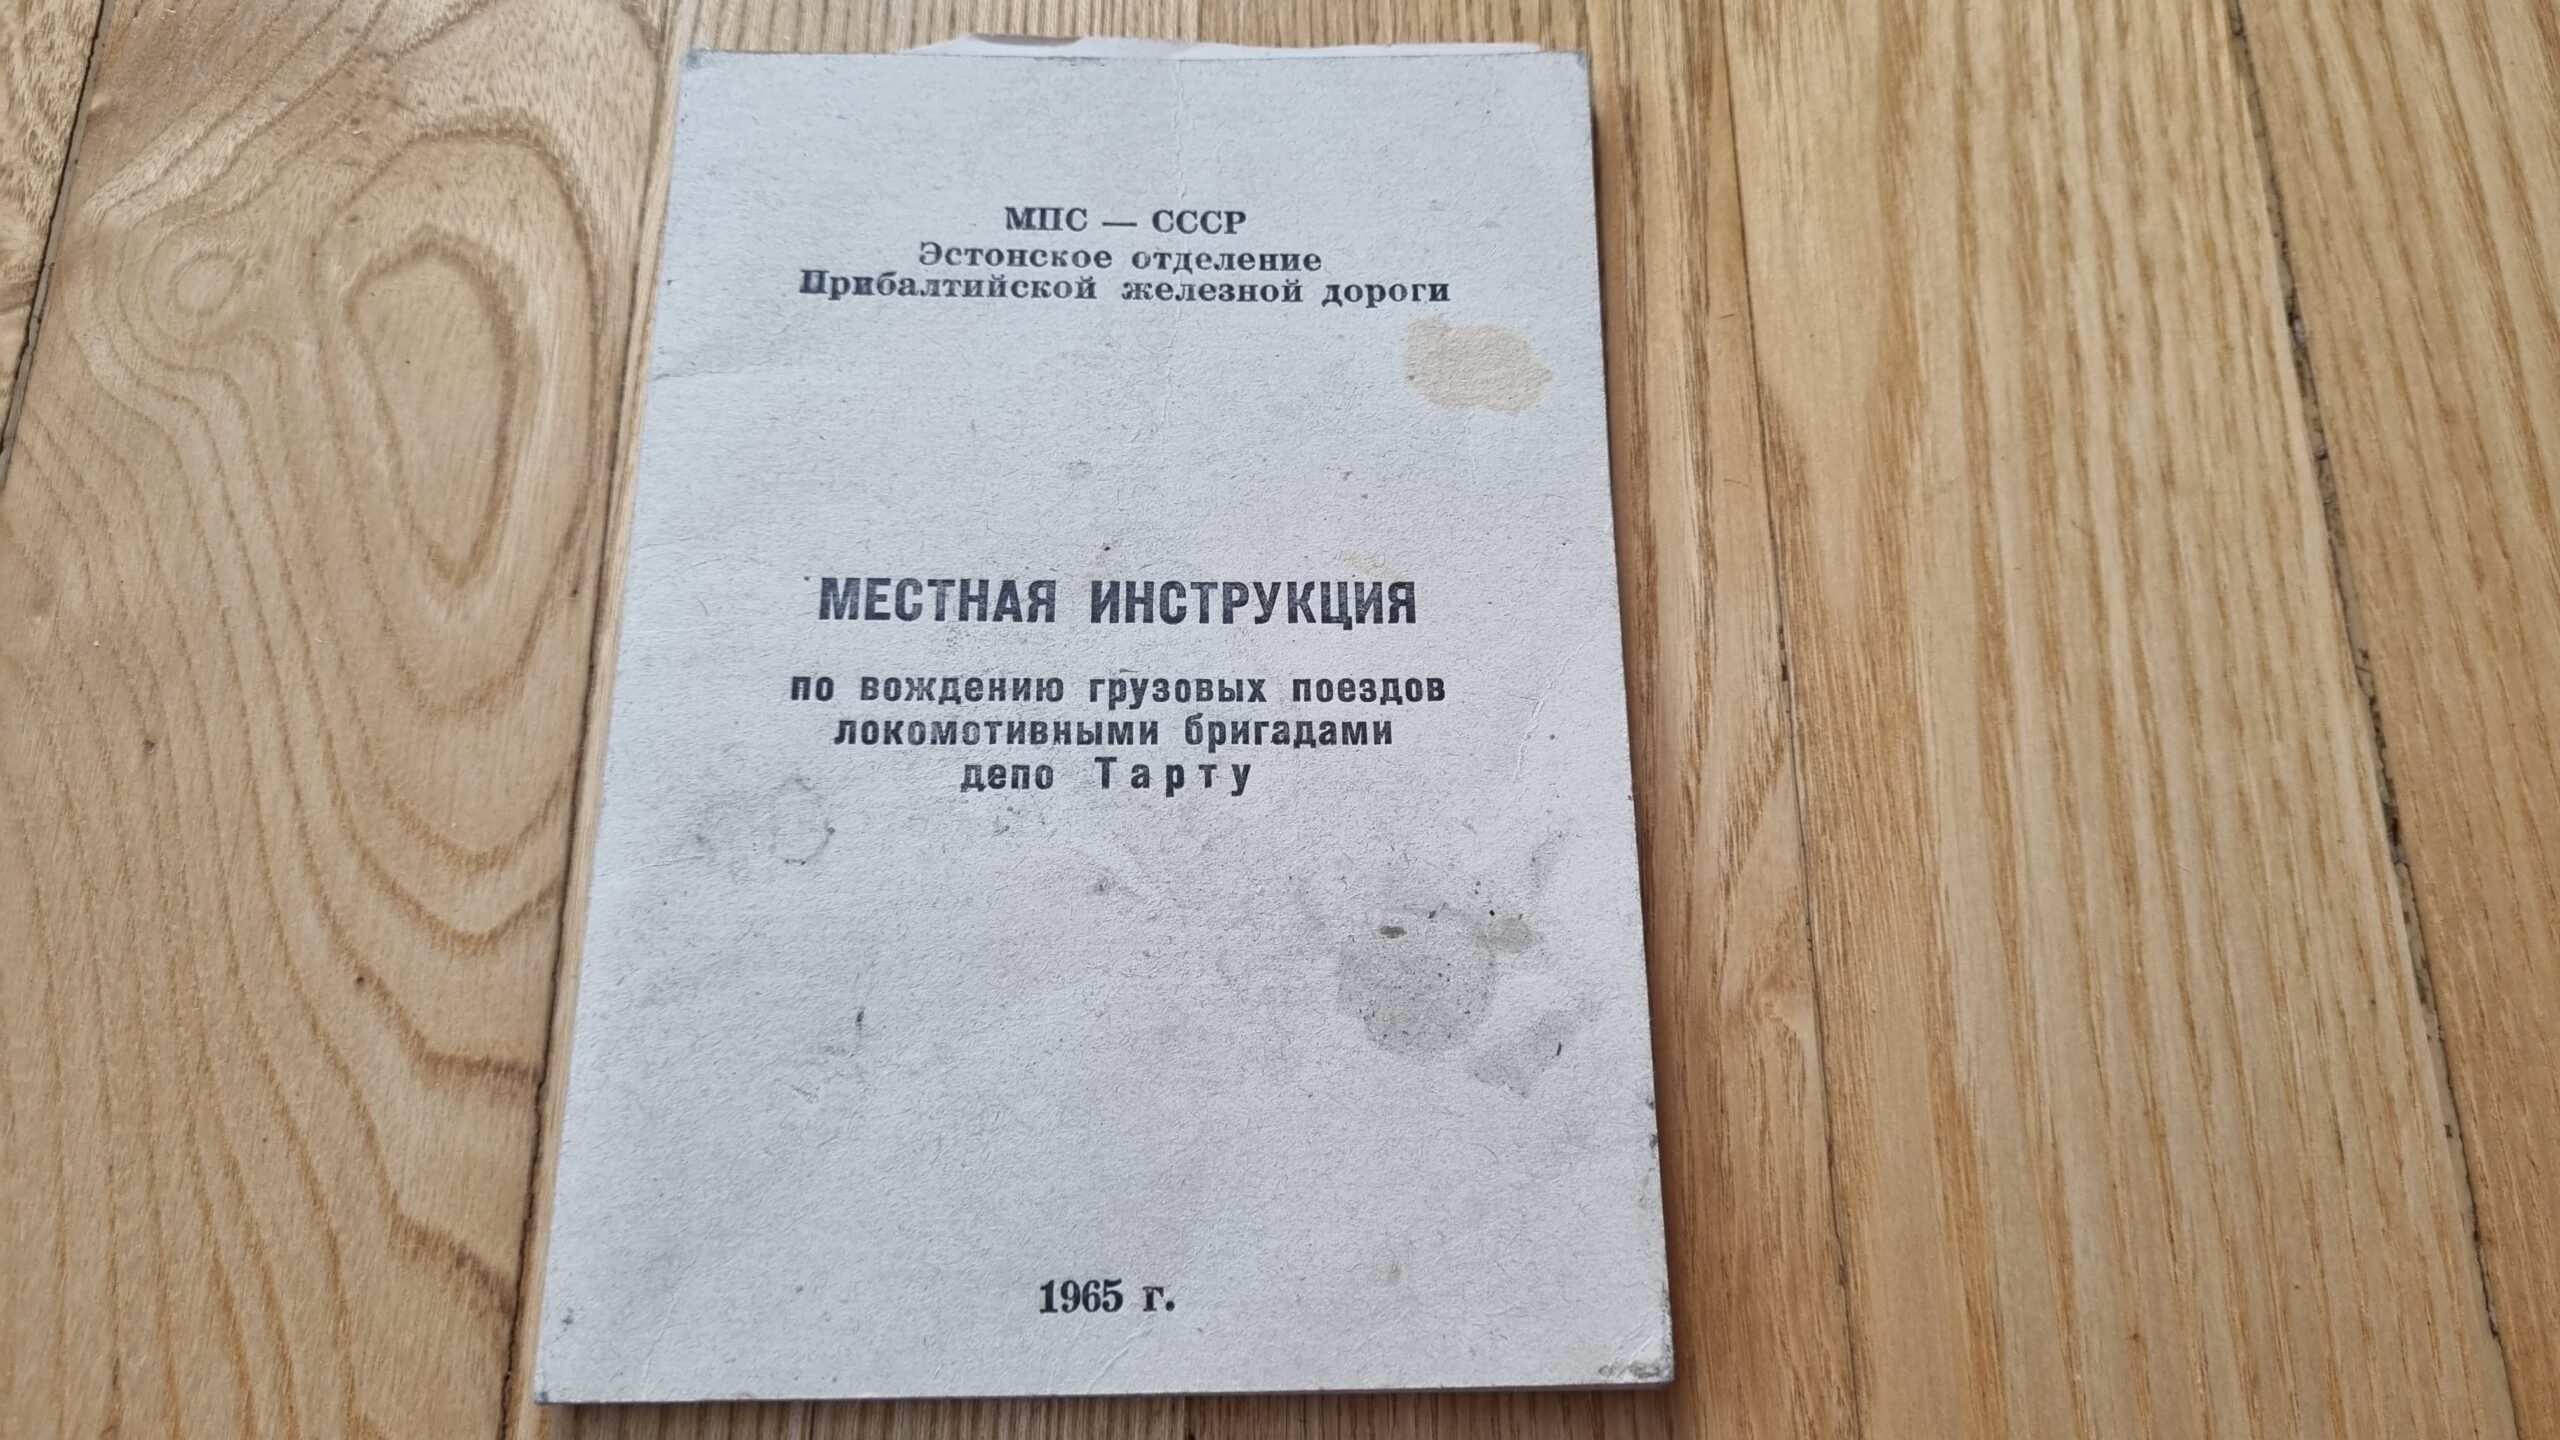 МПС — СССР
Эстонское отделение
Прибалтийской железной дороги
МЕСТНАЯ ИНСТРУКЦИЯ
по вождению грузовых поездов
локомотивными бригадами
депо Тарту
1965 г.